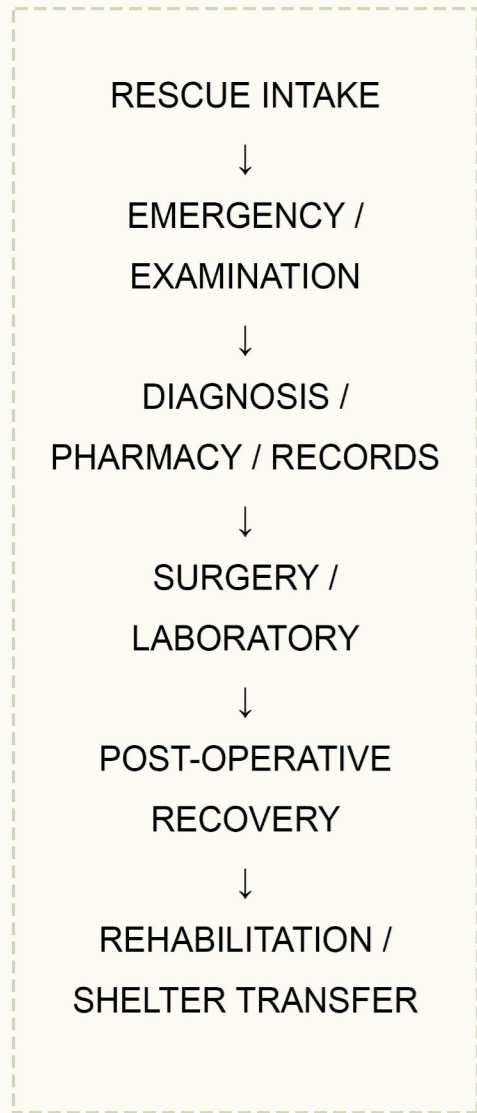 RESCUE INTAKE
↓
EMERGENCY /
EXAMINATION
↓
DIAGNOSIS /
PHARMACY / RECORDS
↓
SURGERY /
LABORATORY
↓
POST-OPERATIVE
RECOVERY
↓
REHABILITATION /
SHELTER TRANSFER